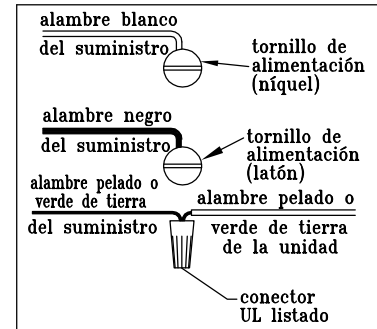 alambre blanco
del suministro
tornillo de
alimentación
(níquel)
alambre negro
del suministro
tornillo de
alimentación
(latón)
alambre pelado o
verde de tierra
del suministro
alambre pelado o
verde de tierra
de la unidad
conector
UL listado